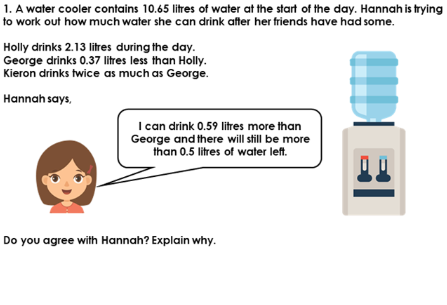 1. A water cooler contains 10.65 litres of water at the start of the day. Hannah is trying
to work out how much water she can drink after her friends have had some.
Holly drinks 2.13 litres during the day.
George drinks 0.37 litres less than Holly.
Kieron drinks twice as much as George.
Hannah says,
I can drink 0.59 litres more than
George and there will still be more
than 0.5 litres of water left.
Do you agree with Hannah? Explain why.